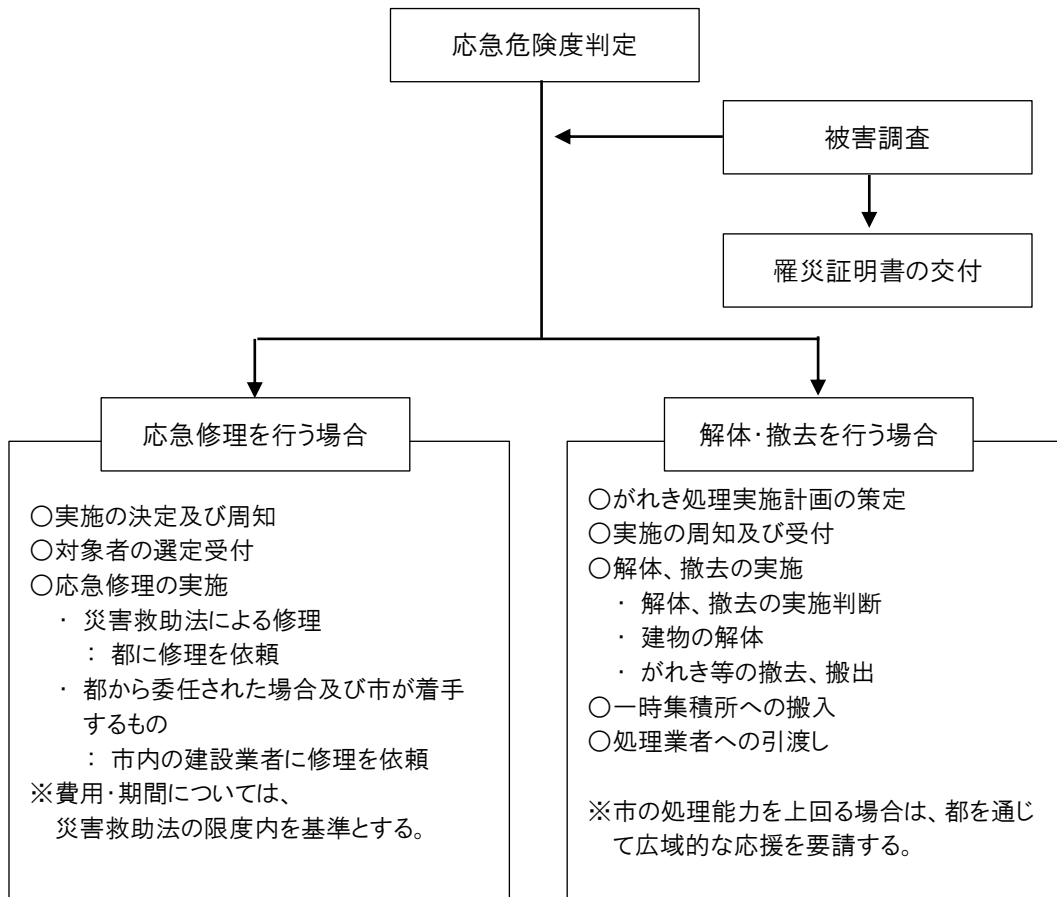 応急危険度判定
被害調査
罹災証明書の交付
応急修理を行う場合
○実施の決定及び周知
○対象者の選定受付
○応急修理の実施
・ 災害救助法による修理
： 都に修理を依頼
・ 都から委任された場合及び市が着手
するもの
： 市内の建設業者に修理を依頼
※費用・期間については、
災害救助法の限度内を基準とする。
解体・撤去を行う場合
○がれき処理実施計画の策定
○実施の周知及び受付
○解体、撤去の実施
・ 解体、撤去の実施判断
・ 建物の解体
・ がれき等の撤去、搬出
○一時集積所への搬入
○処理業者への引渡し
※市の処理能力を上回る場合は、都を通じ
て広域的な応援を要請する。